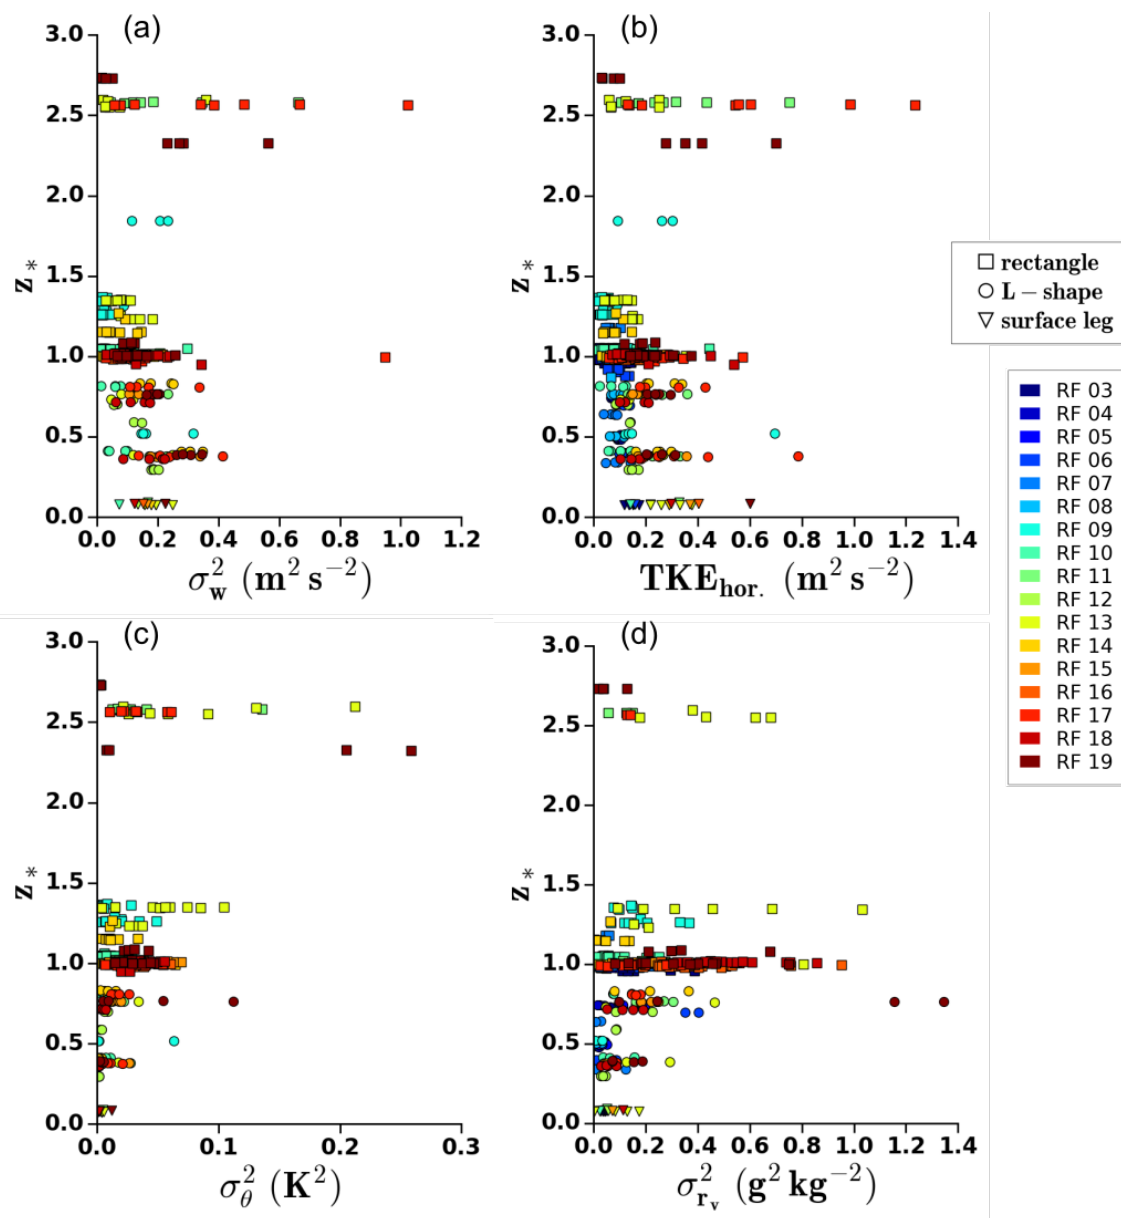 (a)
3.0
2.5
2.0
1.5
1.0
0.5
0.0
z*
0.0 0.2 0.4 0.6 0.8 1.0 1.2
σ²w (m² s⁻²)
(b)
3.0
2.5
2.0
1.5
1.0
0.5
0.0
z*
0.0 0.2 0.4 0.6 0.8 1.0 1.2 1.4
TKEhor. (m² s⁻²)
rectangle
L – shape
surface leg
RF 03
RF 04
RF 05
RF 06
RF 07
RF 08
RF 09
RF 10
RF 11
RF 12
RF 13
RF 14
RF 15
RF 16
RF 17
RF 18
RF 19
(c)
3.0
2.5
2.0
1.5
1.0
0.5
0.0
z*
0.0 0.1 0.2 0.3
σ²θ (K²)
(d)
3.0
2.5
2.0
1.5
1.0
0.5
0.0
z*
0.0 0.2 0.4 0.6 0.8 1.0 1.2 1.4
σ²rv (g² kg⁻²)